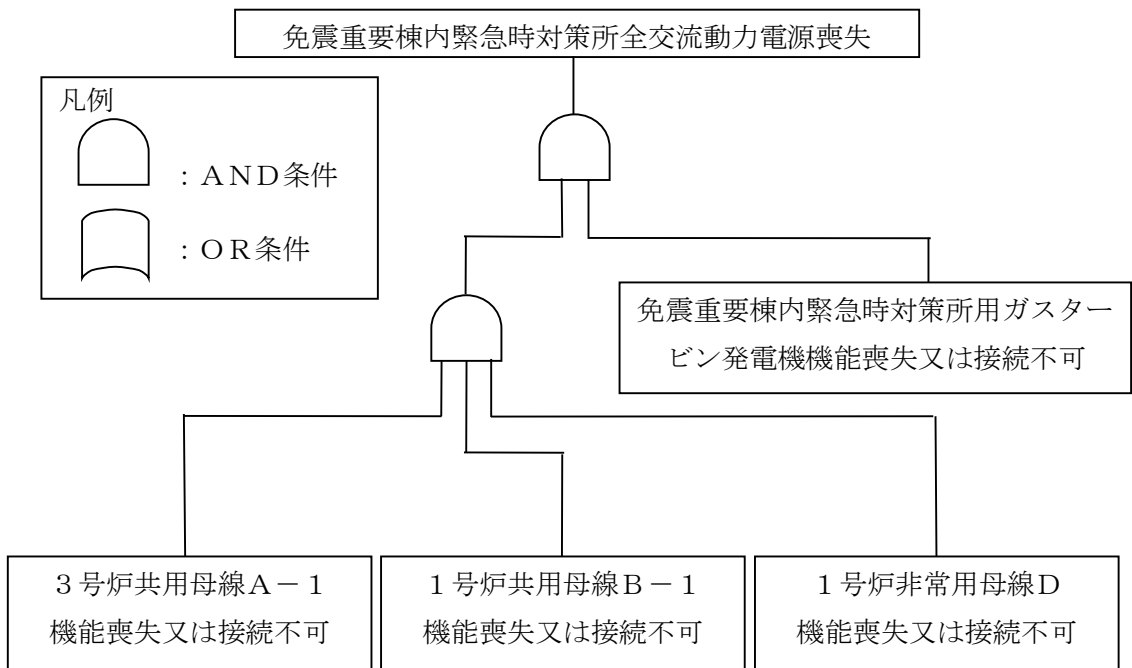 免震重要棟内緊急時対策所全交流動力電源喪失
凡例
：ＡＮＤ条件
：ＯＲ条件
免震重要棟内緊急時対策所用ガスター
ビン発電機機能喪失又は接続不可
３号炉共用母線Ａ－１
機能喪失又は接続不可
１号炉共用母線Ｂ－１
機能喪失又は接続不可
１号炉非常用母線Ｄ
機能喪失又は接続不可